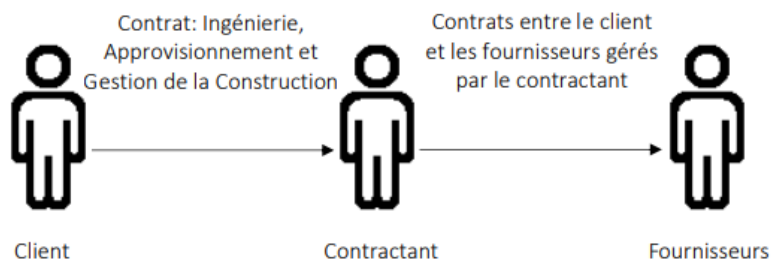 Contrat: Ingénierie,
Approvisionnement et
Gestion de la Construction
Contrats entre le client
et les fournisseurs gérés
par le contractant
Client
Contractant
Fournisseurs